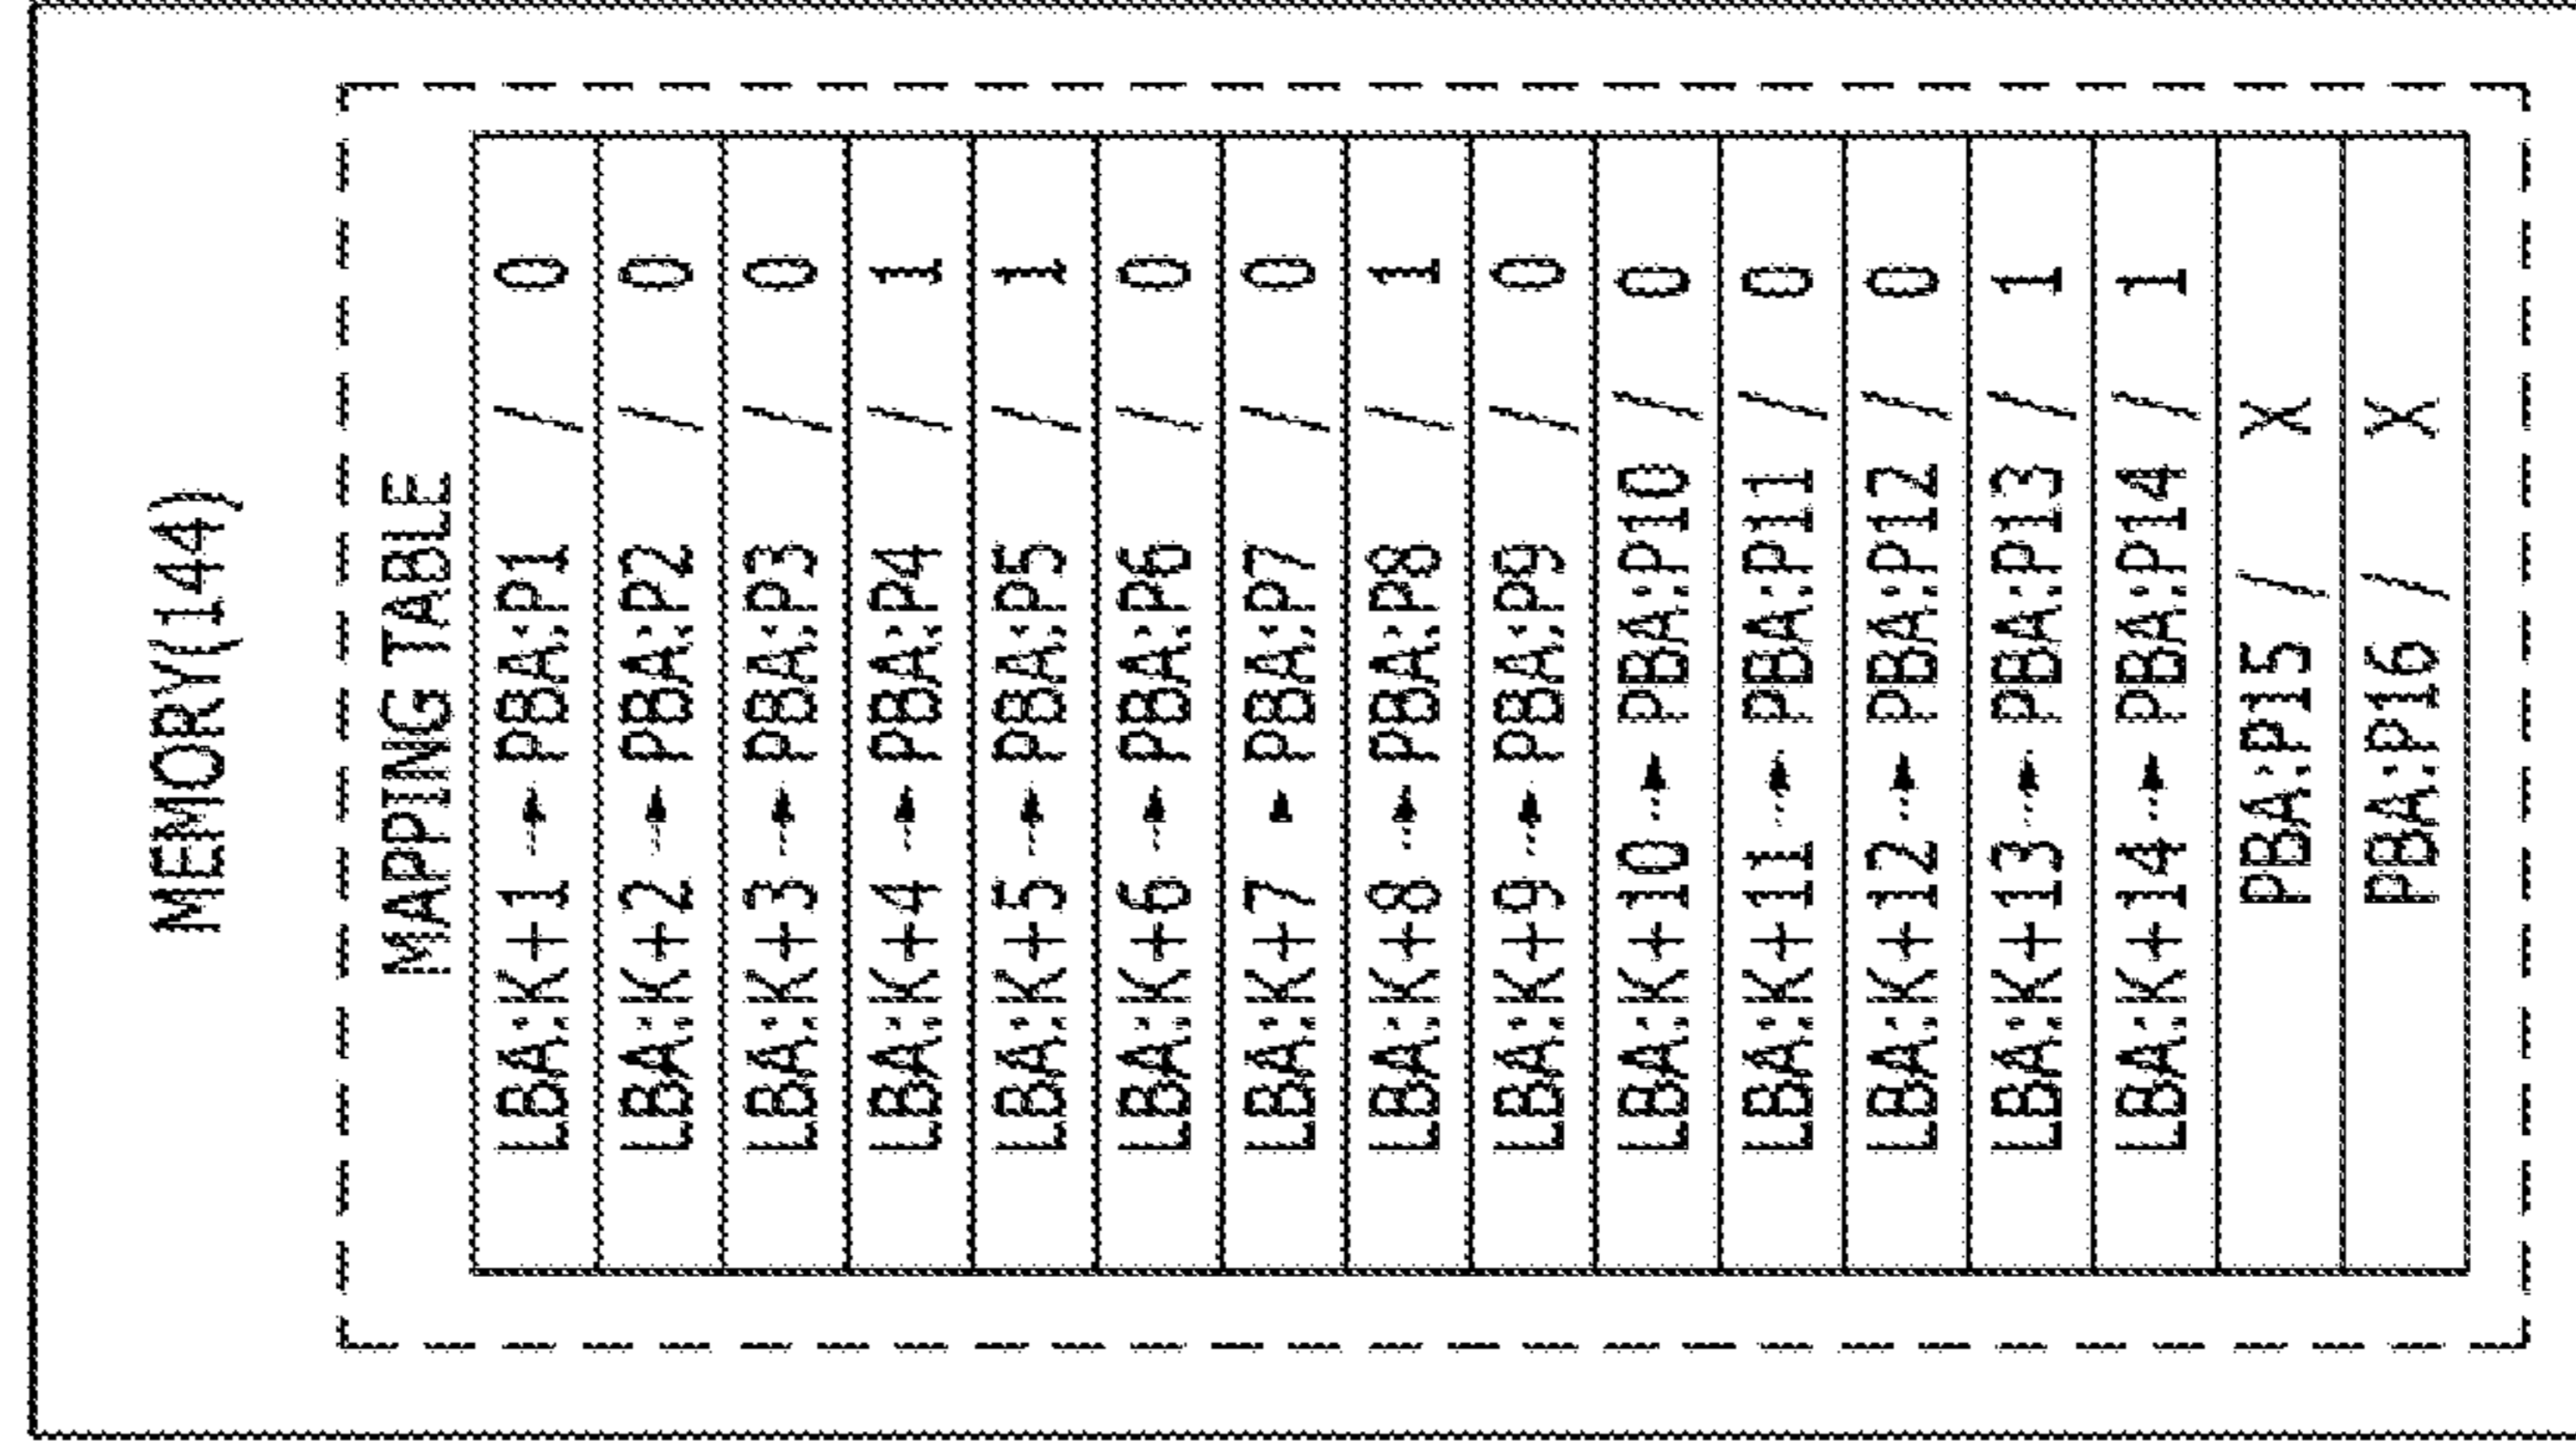 MEMORY(144)
MAPPING TABLE
LBA:K+1 → PBA:P1 / 0
LBA:K+2 → PBA:P2 / 0
LBA:K+3 → PBA:P3 / 0
LBA:K+4 → PBA:P4 / 1
LBA:K+5 → PBA:P5 / 1
LBA:K+6 → PBA:P6 / 0
LBA:K+7 → PBA:P7 / 0
LBA:K+8 → PBA:P8 / 1
LBA:K+9 → PBA:P9 / 0
LBA:K+10 → PBA:P10 / 0
LBA:K+11 → PBA:P11 / 0
LBA:K+12 → PBA:P12 / 0
LBA:K+13 → PBA:P13 / 1
LBA:K+14 → PBA:P14 / 1
PBA:P15 / X
PBA:P16 / X